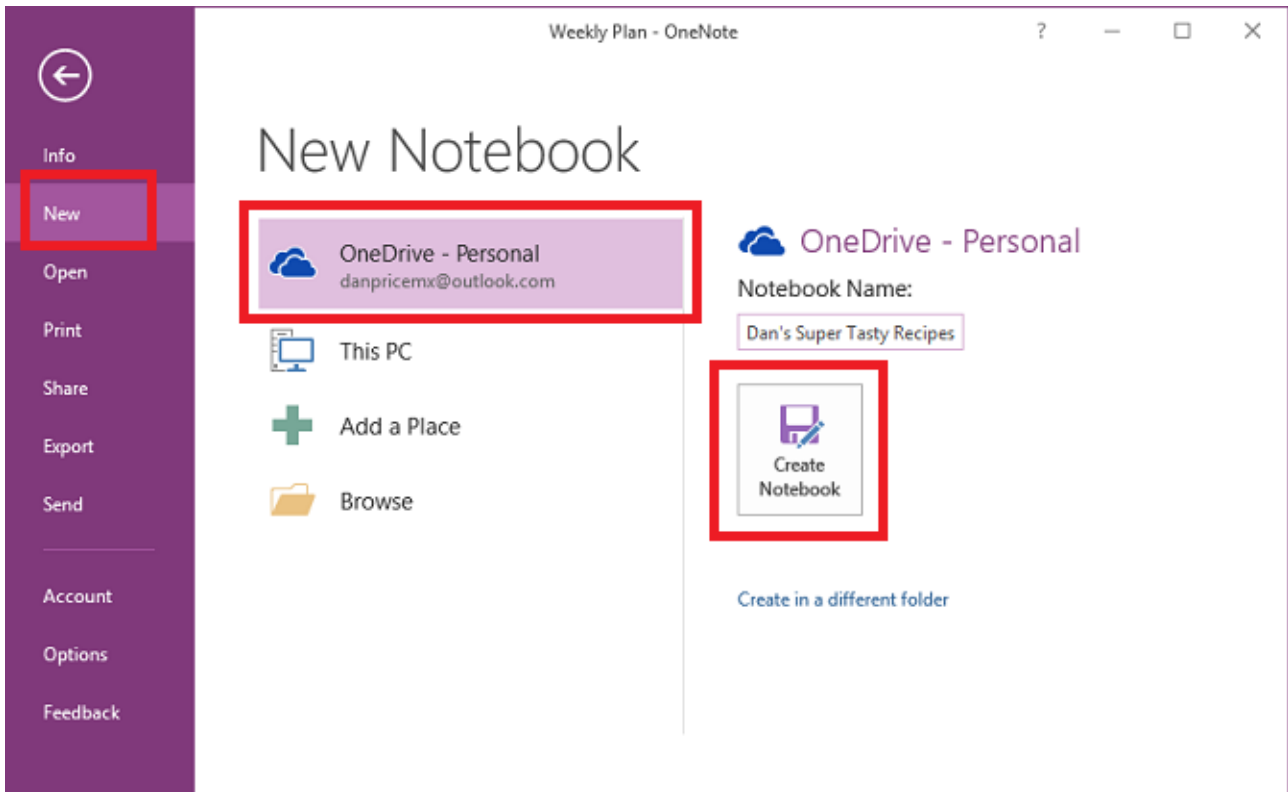 Weekly Plan - OneNote
?
Info
New
Open
Print
Share
Export
Send
Account
Options
Feedback
New Notebook
OneDrive - Personal
danpricemx@outlook.com
This PC
Add a Place
Browse
OneDrive - Personal
Notebook Name:
Dan's Super Tasty Recipes
Create
Notebook
Create in a different folder